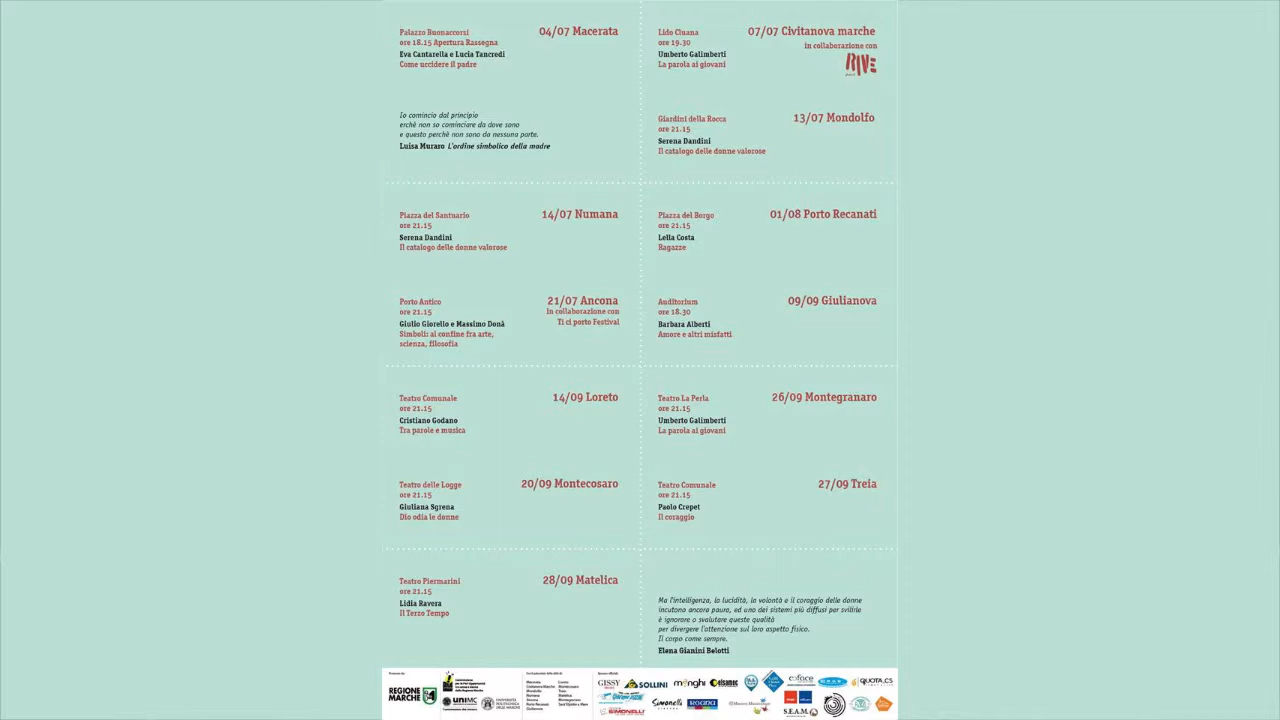 Palazzo Buonaccorsi
04/07 Macerata
ore 18.15 Apertura Rassegna
Eva Cantarella e Lucia Tancredi
Come uccidere il padre
Io comincio dal principio
erchè non so cominciare da dove sono
e questo perchè non sono da nessuna parte.
Luisa Muraro L'ordine simbolico della madre
Lido Cluana
07/07 Civitanova marche
ore 19.30
in collaborazione con
RIVE
Umberto Galimberti
La parola ai giovani
Giardini della Rocca
13/07 Mondolfo
ore 21.15
Serena Dandini
Il catalogo delle donne valorose
Piazza del Santuario
14/07 Numana
ore 21.15
Serena Dandini
Il catalogo delle donne valorose
Piazza del Borgo
01/08 Porto Recanati
ore 21.15
Lella Costa
Ragazze
Porto Antico
21/07 Ancona
ore 21.15
In collaborazione con
Ti ci porto Festival
Giulio Giorello e Massimo Donà
Simboli: al confine fra arte,
scienza, filosofia
Auditorium
09/09 Giulianova
ore 18.30
Barbara Alberti
Amore e altri misfatti
Teatro Comunale
14/09 Loreto
ore 21.15
Cristiano Godano
Tra parole e musica
Teatro La Perla
26/09 Montegranaro
ore 21.15
Umberto Galimberti
La parola ai giovani
Teatro delle Logge
20/09 Montecosaro
ore 21.15
Giuliana Sgrena
Dio odia le donne
Teatro Comunale
27/09 Treia
ore 21.15
Paolo Crepet
Il coraggio
Teatro Piermarini
28/09 Matelica
ore 21.15
Lidia Ravera
Il Terzo Tempo
Ma l'intelligenza, la lucidità, la volontà e il coraggio delle donne
incutono ancora paura, ed uno dei sistemi più diffusi per svilirle
è ignorare o svalutare queste qualità
per divergere l'attenzione sul loro aspetto fisico.
Il corpo come sempre.
Elena Gianini Belotti
REGIONE
MARCHE
unimc
GISSY
SOLLINI
menghi
eismic
coface
QUOTA CS
SIMONELLI
Simonelli
ROGANA
S.E.A.M.